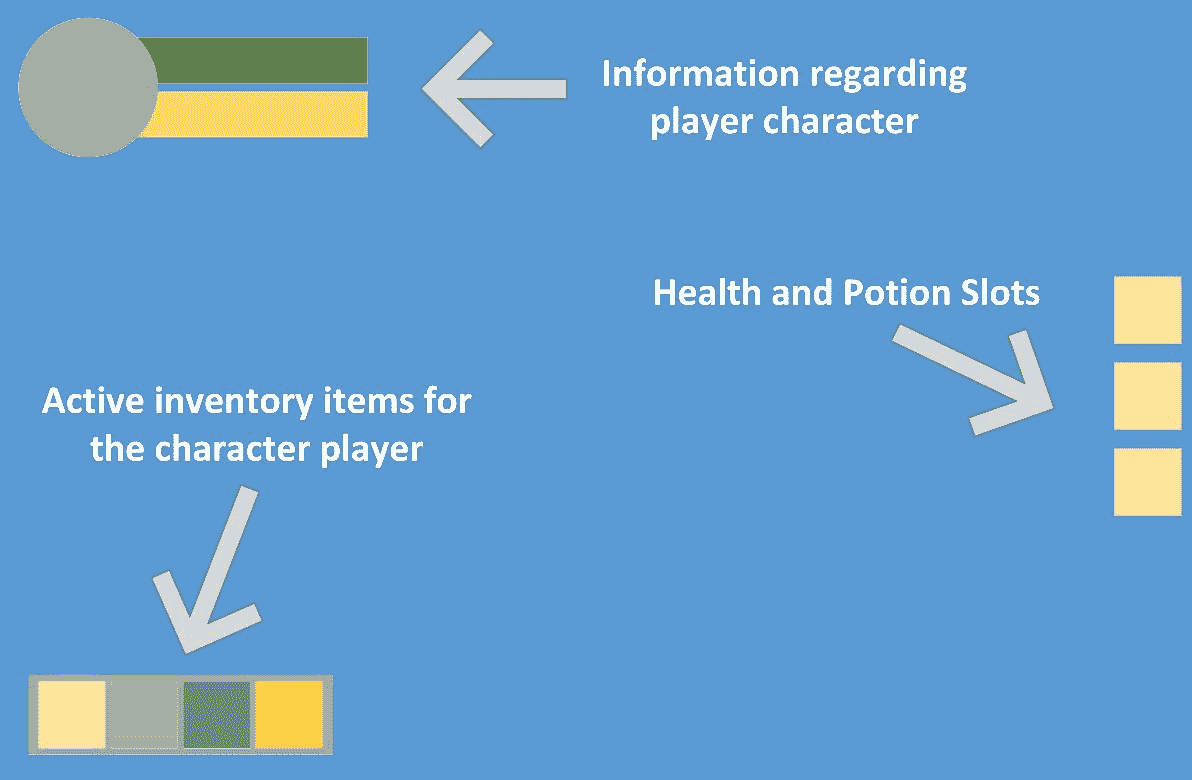 Information regarding
player character
Health and Potion Slots
Active inventory items for
the character player